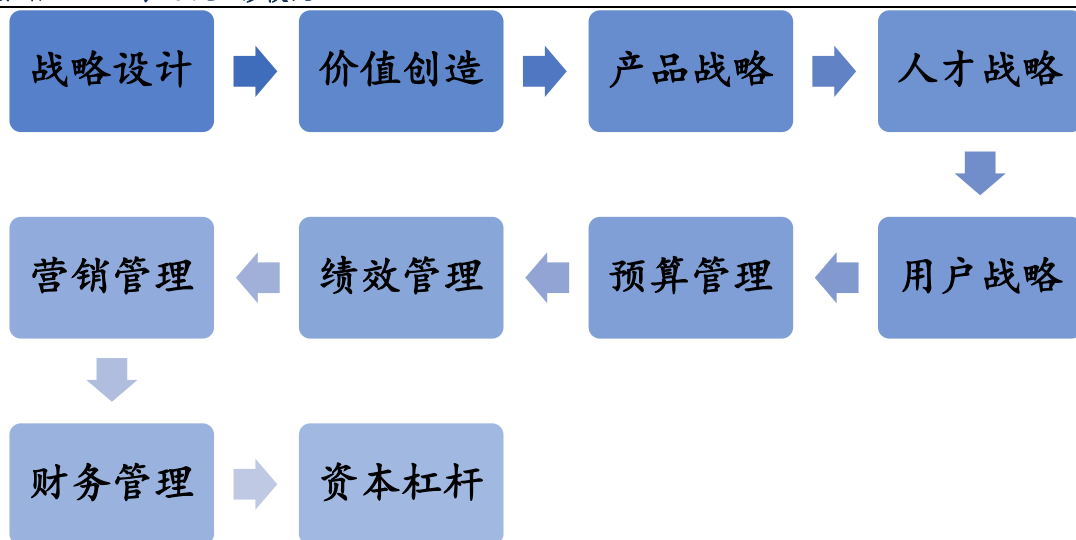 战略设计
价值创造
产品战略
人才战略
用户战略
预算管理
绩效管理
营销管理
财务管理
资本杠杆